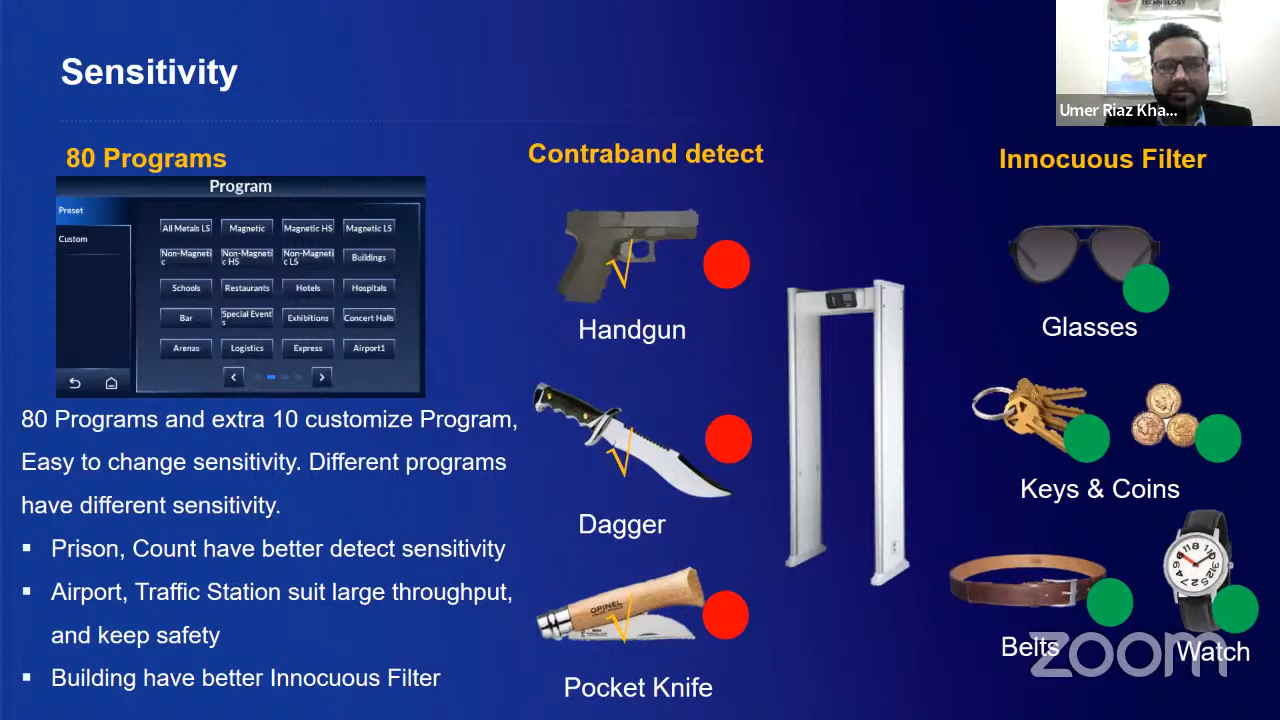 TECHNOLOGY
Umer Riaz Kha...
Sensitivity
80 Programs
Program
Preset
Custom
All Metals LS
Magnetic
Magnetic HS
Magnetic LS
Non-Magneti
c
Non-Magneti
c HS
Non-Magneti
c LS
Buildings
Schools
Restaurants
Hotels
Hospitals
Bar
Special Event
s
Exhibitions
Concert Halls
Arenas
Logistics
Express
Airport1
80 Programs and extra 10 customize Program,
Easy to change sensitivity. Different programs
have different sensitivity.
▪ Prison, Count have better detect sensitivity
▪ Airport, Traffic Station suit large throughput,
and keep safety
▪ Building have better Innocuous Filter
Contraband detect
Handgun
Dagger
OPINEL
Pocket Knife
Innocuous Filter
Glasses
Keys & Coins
Belts
Watch
zoom